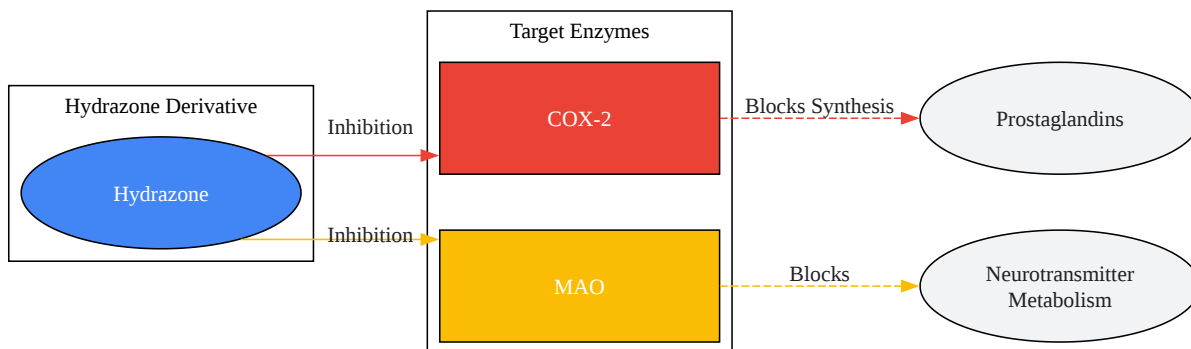 Target Enzymes
Hydrazone Derivative
Hydrazone
Inhibition
Inhibition
COX-2
MAO
Blocks Synthesis
Blocks
Prostaglandins
Neurotransmitter
Metabolism